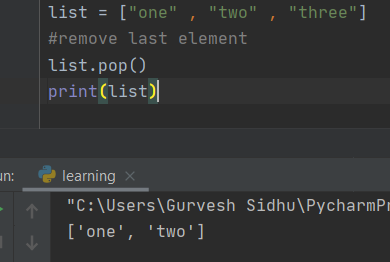 list = ["one" , "two" , "three"]
#remove last element
list.pop()
print(list)
un: learning ×
"C:\Users\Gurvesh Sidhu\PycharmPr
['one', 'two']